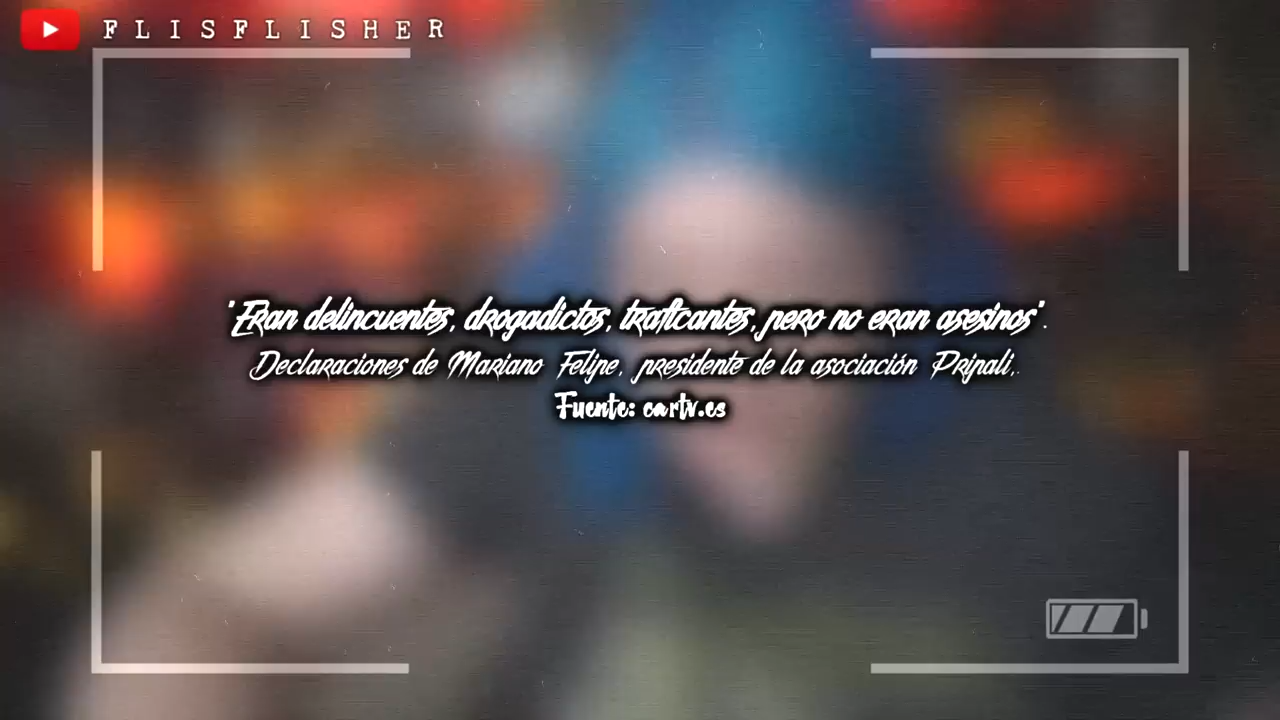 FLISFLISHER
"Eran delincuentes, drogadictos, traficantes, pero no eran asesinos".
Declaraciones de Mariano Felipe, presidente de la asociación Pripali,.
Fuente: cartv.es